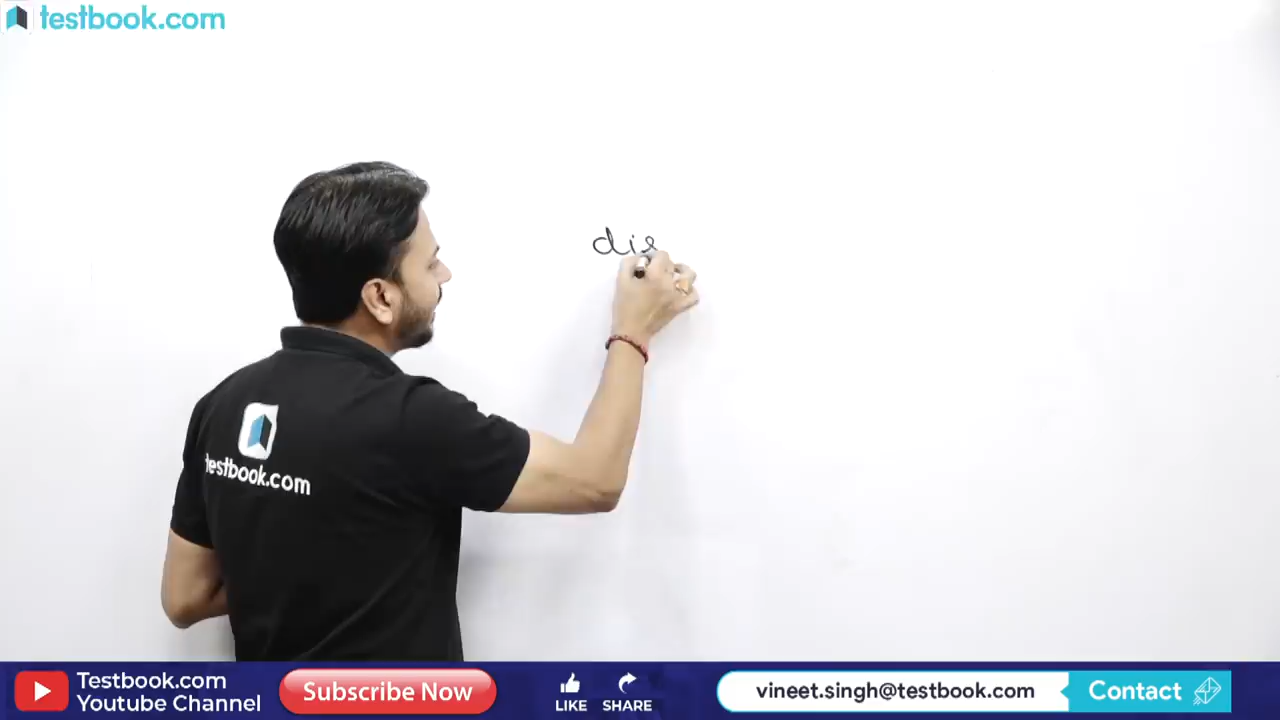 testbook.com
dis
testbook.com
Testbook.com
Youtube Channel
Subscribe Now
LIKE
SHARE
vineet.singh@testbook.com
Contact